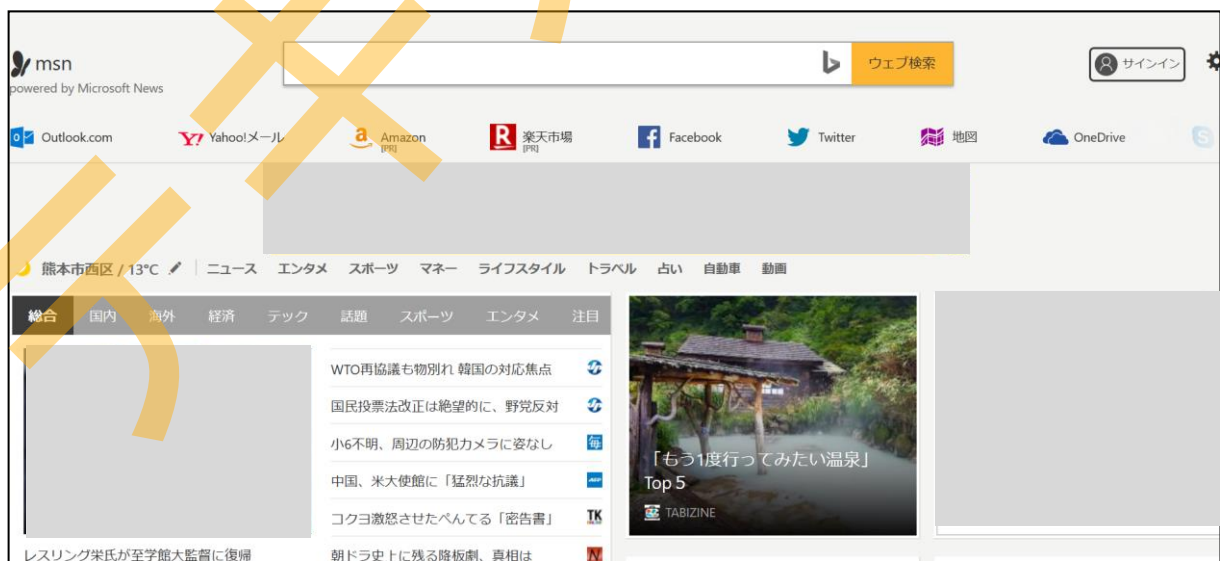 msn
powered by Microsoft News
ウェブ検索
サインイン
Outlook.com
Yahoo!メール
Amazon
[PR]
楽天市場
[PR]
Facebook
Twitter
地図
OneDrive
熊本市西区 / 13°C
ニュース エンタメ スポーツ マネー ライフスタイル トラベル 占い 自動車 動画
総合 国内 海外 経済 テック 話題 スポーツ エンタメ 注目
WTO再協議も物別れ 韓国の対応焦点
国民投票法改正は絶望的に、野党反対
小6不明、周辺の防犯カメラに姿なし
中国、米大使館に「猛烈な抗議」
コクヨ激怒させたぺんてる「密告書」
朝ドラ史上に残る降板劇、真相は
レスリング栄氏が至学館大監督に復帰
「もう1度行ってみたい温泉」
Top 5
TABIZINE